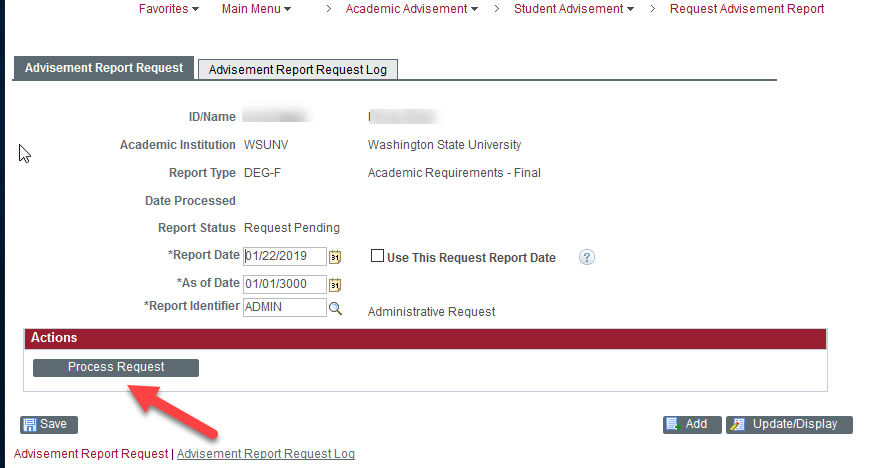 Favorites Main Menu > Academic Advisement > Student Advisement > Request Advisement Report
Advisement Report Request Advisement Report Request Log
ID/Name
Academic Institution WSUNV Washington State University
Report Type DEG-F Academic Requirements - Final
Date Processed
Report Status Request Pending
*Report Date 01/22/2019 31 Use This Request Report Date ?
*As of Date 01/01/3000 31
*Report Identifier ADMIN Administrative Request
Actions
Process Request
Save Add Update/Display
Advisement Report Request | Advisement Report Request Log